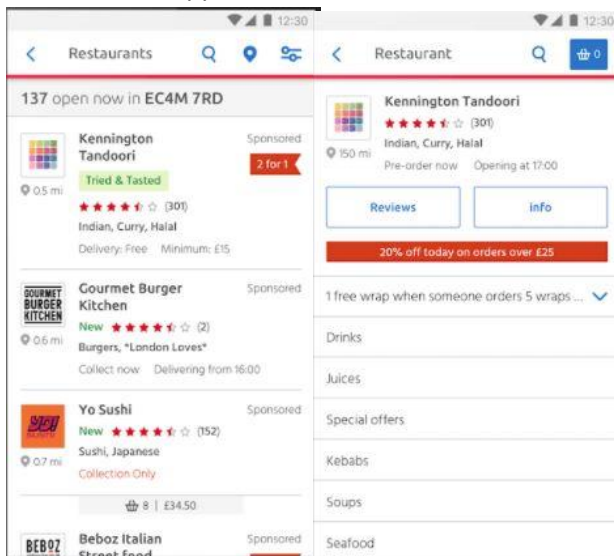 12:30
Restaurants
137 open now in EC4M 7RD
Kennington
Tandoori
Sponsored
2 for 1
Tried & Tasted
0.5 mi
(301)
Indian, Curry, Halal
Delivery: Free Minimum: £15
GOURMET
BURGER
KITCHEN
Gourmet Burger
Kitchen
Sponsored
New (2)
0.6 mi
Burgers, *London Loves*
Collect now Delivering from 16:00
Yo Sushi
Sponsored
New (152)
0.7 mi
Sushi, Japanese
Collection Only
8 | £34.50
BEBOZ
Beboz Italian
Street food
Sponsored
12:30
Restaurant
0
Kennington Tandoori
(301)
150 mi
Indian, Curry, Halal
Pre-order now Opening at 17:00
Reviews
info
20% off today on orders over £25
1 free wrap when someone orders 5 wraps ...
Drinks
Juices
Special offers
Kebabs
Soups
Seafood